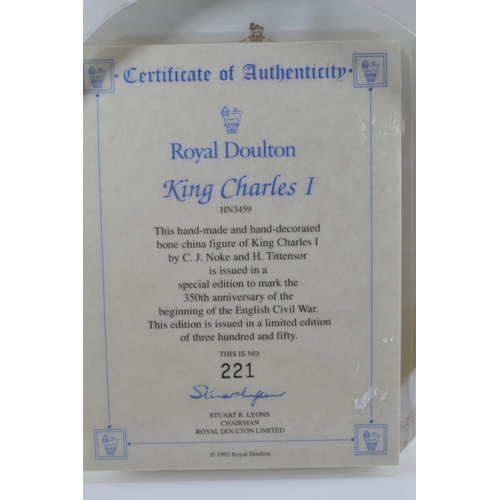 Certificate of Authenticity
Royal Doulton
King Charles I
HN3459
This hand-made and hand-decorated
bone china figure of King Charles I
by C. J. Noke and H. Tittensor
is issued in a
special edition to mark the
350th anniversary of the
beginning of the English Civil War.
This edition is issued in a limited edition
of three hundred and fifty.
THIS IS NO.
221
STUART R. LYONS
CHAIRMAN
ROYAL DOULTON LIMITED
© 1992 Royal Doulton